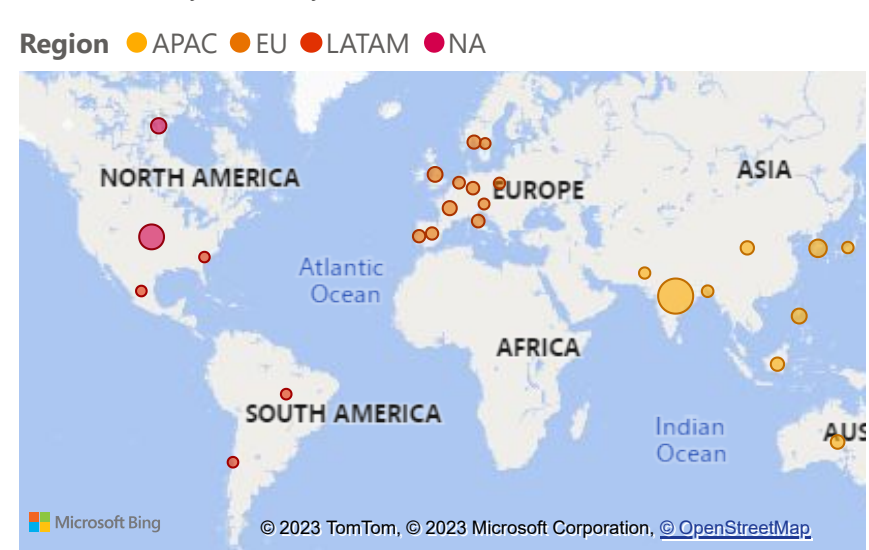 Region APAC EU LATAM NA
NORTH AMERICA
EUROPE
ASIA
Atlantic
Ocean
AFRICA
SOUTH AMERICA
Indian
Ocean
AUS
Microsoft Bing
© 2023 TomTom, © 2023 Microsoft Corporation, © OpenStreetMap